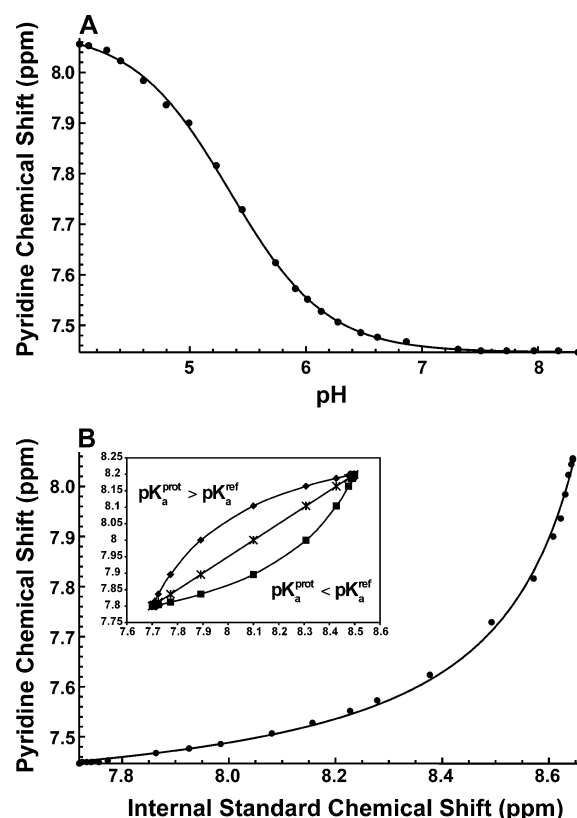 A
Pyridine Chemical Shift (ppm)
8.0
7.9
7.8
7.7
7.6
7.5
5 6 7 8
pH
B
Pyridine Chemical Shift (ppm)
8.0
7.9
7.8
7.7
7.6
7.5
8.25
8.2
8.15
8.1
8.05
8
7.95
7.9
7.85
7.8
7.75
pKₐᵖʳᵒᵗ > pKₐʳᵉᶠ
pKₐᵖʳᵒᵗ < pKₐʳᵉᶠ
7.6 7.7 7.8 7.9 8 8.1 8.2 8.3 8.4 8.5 8.6
7.8 8.0 8.2 8.4 8.6
Internal Standard Chemical Shift (ppm)